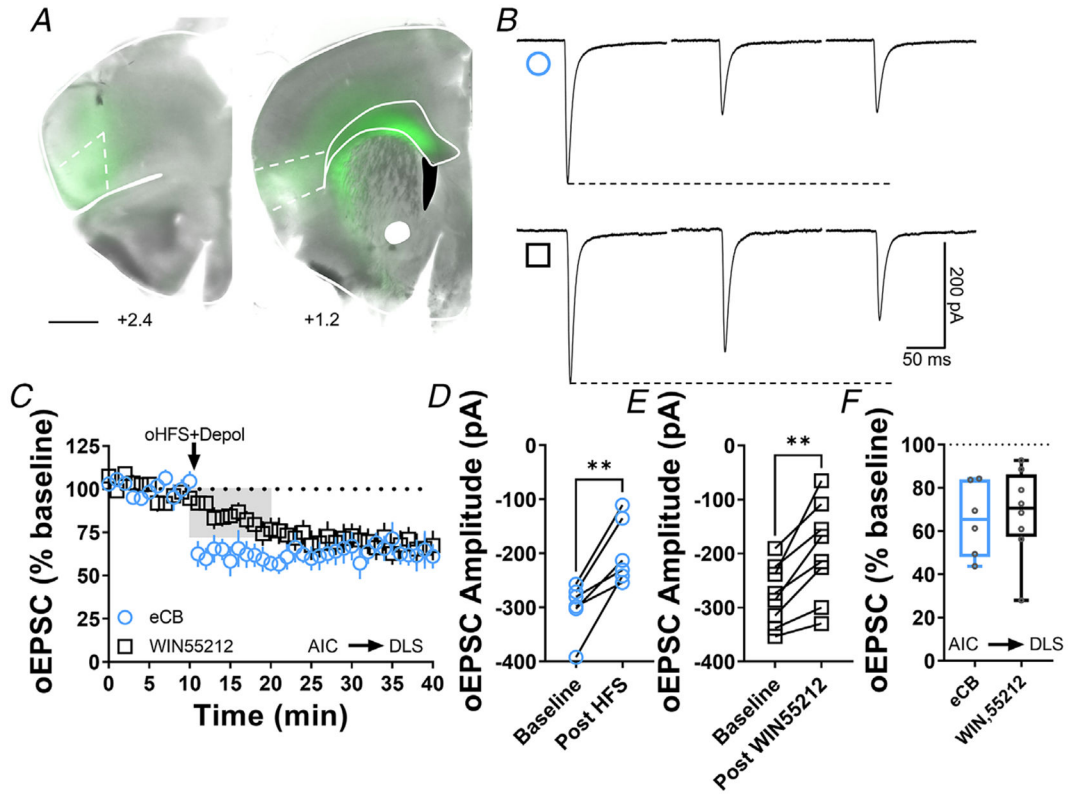 A
+2.4
+1.2
B
200 pA
50 ms
C
oEPSC (% baseline)
125
100
75
50
25
0
oHFS+Depol
eCB
WIN55212
AIC DLS
0 5 10 15 20 25 30 35 40
Time (min)
D
oEPSC Amplitude (pA)
0
-100
-200
-300
-400
**
Baseline
Post HFS
E
oEPSC Amplitude (pA)
0
-100
-200
-300
-400
**
Baseline
Post WIN55212
F
oEPSC (% baseline)
100
80
60
40
20
0
AIC DLS
eCB
WIN,55212